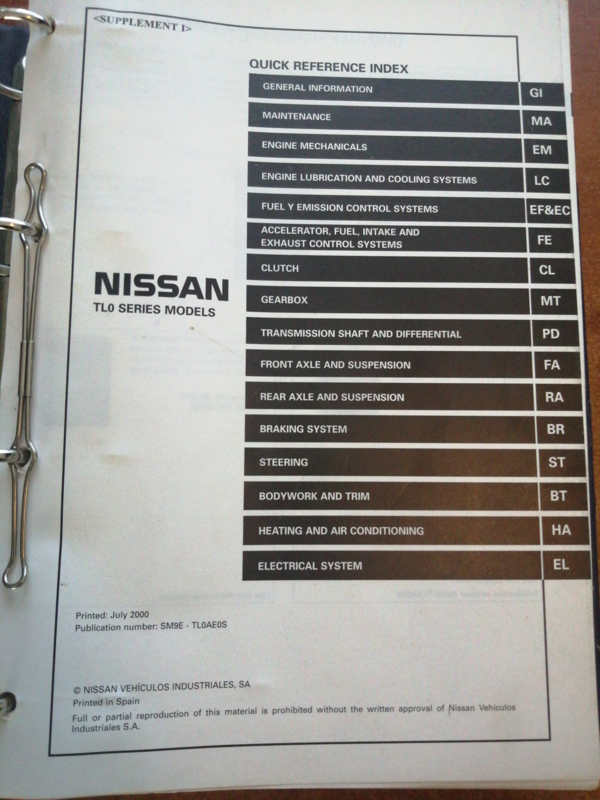 <SUPPLEMENT I>
QUICK REFERENCE INDEX
GENERAL INFORMATION GI
MAINTENANCE MA
ENGINE MECHANICALS EM
ENGINE LUBRICATION AND COOLING SYSTEMS LC
FUEL Y EMISSION CONTROL SYSTEMS EF&EC
ACCELERATOR, FUEL, INTAKE AND
EXHAUST CONTROL SYSTEMS FE
CLUTCH CL
GEARBOX MT
TRANSMISSION SHAFT AND DIFFERENTIAL PD
FRONT AXLE AND SUSPENSION FA
REAR AXLE AND SUSPENSION RA
BRAKING SYSTEM BR
STEERING ST
BODYWORK AND TRIM BT
HEATING AND AIR CONDITIONING HA
ELECTRICAL SYSTEM EL
NISSAN
TL0 SERIES MODELS
Printed: July 2000
Publication number: SM9E - TL0AE0S
© NISSAN VEHÍCULOS INDUSTRIALES, SA
Printed in Spain
Full or partial reproduction of this material is prohibited without the written approval of Nissan Vehículos
Industriales S.A.